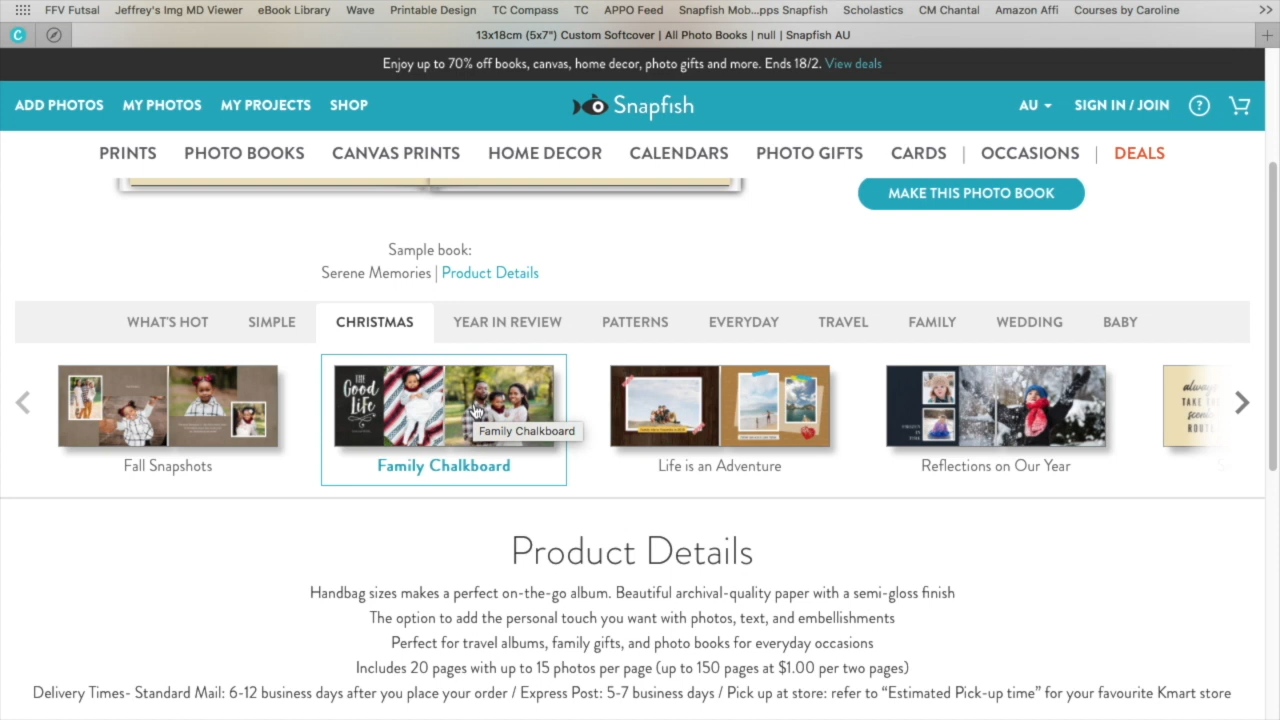 FFV Futsal Jeffrey's Img MD Viewer eBook Library Wave Printable Design TC Compass TC APPO Feed Snapfish Mob...pps Snapfish Scholastics CM Chantal Amazon Affi Courses by Caroline >>
C 13x18cm (5x7") Custom Softcover | All Photo Books | null | Snapfish AU +
Enjoy up to 70% off books, canvas, home decor, photo gifts and more. Ends 18/2. View deals
ADD PHOTOS MY PHOTOS MY PROJECTS SHOP Snapfish AU SIGN IN / JOIN ?
PRINTS PHOTO BOOKS CANVAS PRINTS HOME DECOR CALENDARS PHOTO GIFTS CARDS | OCCASIONS | DEALS
MAKE THIS PHOTO BOOK
Sample book:
Serene Memories | Product Details
WHAT'S HOT SIMPLE CHRISTMAS YEAR IN REVIEW PATTERNS EVERYDAY TRAVEL FAMILY WEDDING BABY
THE
Good
Life
always
TAKE THE
scenic
ROUTE
Family Chalkboard
Fall Snapshots Family Chalkboard Life is an Adventure Reflections on Our Year
Product Details
Handbag sizes makes a perfect on-the-go album. Beautiful archival-quality paper with a semi-gloss finish
The option to add the personal touch you want with photos, text, and embellishments
Perfect for travel albums, family gifts, and photo books for everyday occasions
Includes 20 pages with up to 15 photos per page (up to 150 pages at $1.00 per two pages)
Delivery Times- Standard Mail: 6-12 business days after you place your order / Express Post: 5-7 business days / Pick up at store: refer to “Estimated Pick-up time” for your favourite Kmart store